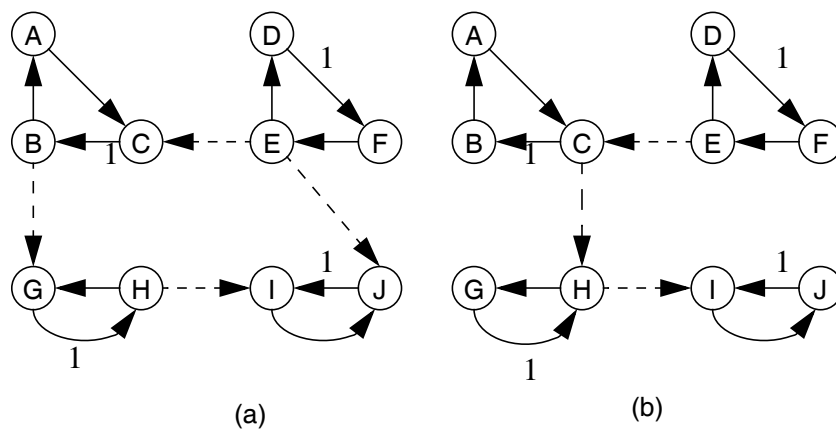 A D A D
1 1
B C E F B C E F
1 1
1 1
G H I J G H I J
1 1
(a) (b)